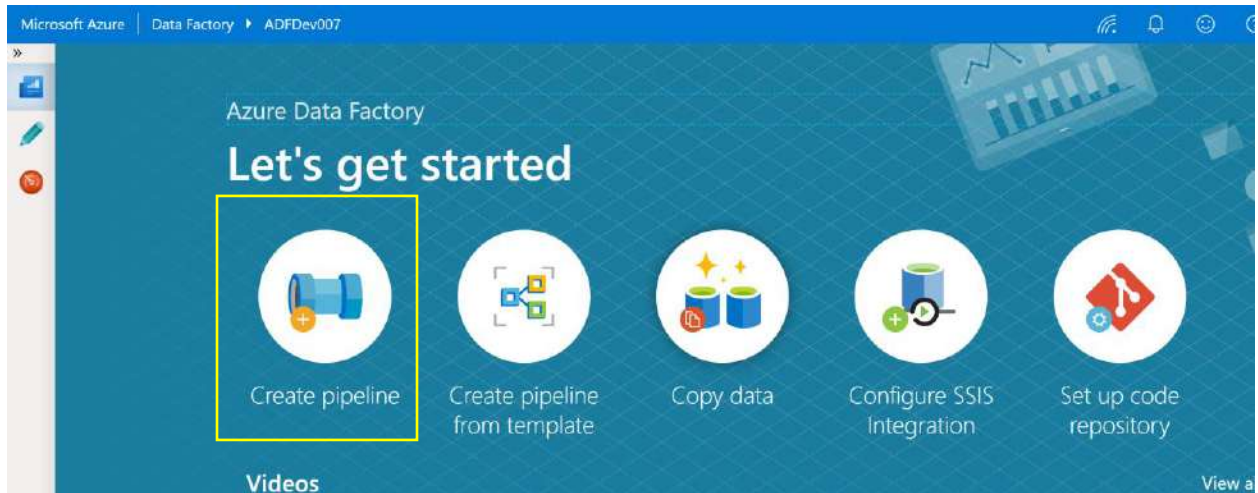 Microsoft Azure | Data Factory ▸ ADFDev007
»
Azure Data Factory
Let's get started
Create pipeline
Create pipeline
from template
Copy data
Configure SSIS
Integration
Set up code
repository
Videos
View a